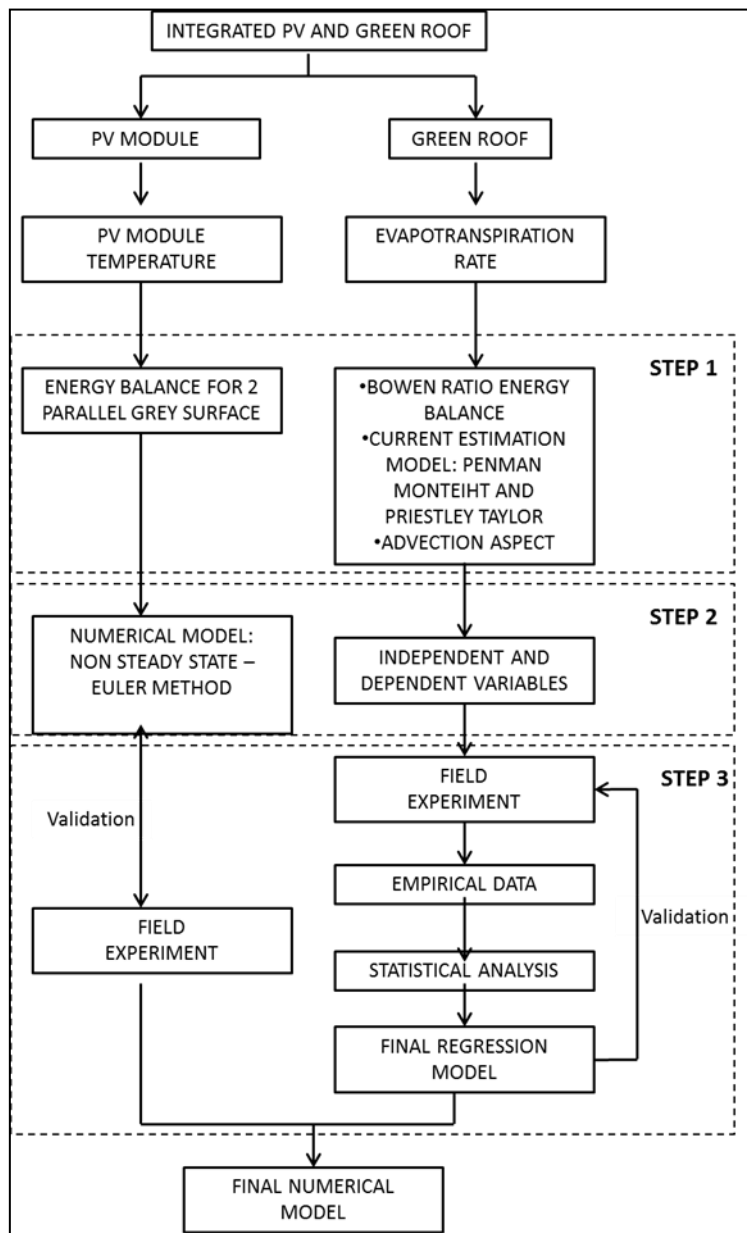 INTEGRATED PV AND GREEN ROOF
PV MODULE
GREEN ROOF
PV MODULE
TEMPERATURE
EVAPOTRANSPIRATION
RATE
STEP 1
ENERGY BALANCE FOR 2
PARALLEL GREY SURFACE
•BOWEN RATIO ENERGY
BALANCE
•CURRENT ESTIMATION
MODEL: PENMAN
MONTEIHT AND
PRIESTLEY TAYLOR
•ADVECTION ASPECT
STEP 2
NUMERICAL MODEL:
NON STEADY STATE –
EULER METHOD
INDEPENDENT AND
DEPENDENT VARIABLES
STEP 3
Validation
FIELD
EXPERIMENT
FIELD
EXPERIMENT
EMPIRICAL DATA
STATISTICAL ANALYSIS
FINAL REGRESSION
MODEL
Validation
FINAL NUMERICAL
MODEL